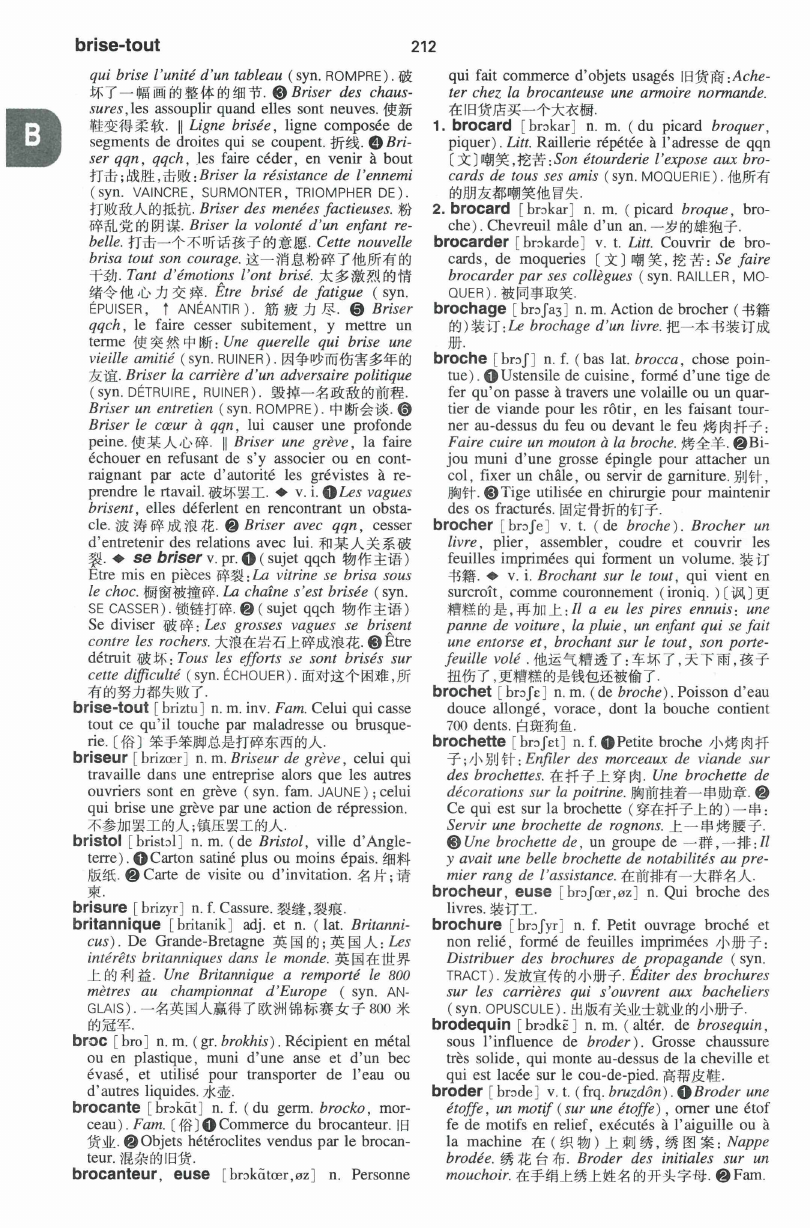 brise-tout
212
qui brise l'unité d'un tableau (syn. ROMPRE). 破
坏了一幅画的整体的细节. ❸ Briser des chaus-
sures, les assouplir quand elles sont neuves. 使新
鞋变得柔软. ‖ Ligne brisée, ligne composée de
segments de droites qui se coupent. 折线. ❹ Bri-
ser qqn, qqch, les faire céder, en venir à bout
打击;战胜,击败: Briser la résistance de l'ennemi
(syn. VAINCRE, SURMONTER, TRIOMPHER DE).
打败敌人的抵抗. Briser des menées factieuses. 粉
碎乱党的阴谋. Briser la volonté d'un enfant re-
belle. 打击一个不听话孩子的意愿. Cette nouvelle
brisa tout son courage. 这一消息粉碎了他所有的
干劲. Tant d'émotions l'ont brisé. 太多激烈的情
绪令他心力交瘁. Être brisé de fatigue (syn.
ÉPUISER, ↑ ANÉANTIR). 筋疲力尽. ❺ Briser
qqch, le faire cesser subitement, y mettre un
terme 使突然中断: Une querelle qui brise une
vieille amitié (syn. RUINER). 因争吵而伤害多年的
友谊. Briser la carrière d'un adversaire politique
(syn. DÉTRUIRE, RUINER). 毁掉一名政敌的前程.
Briser un entretien (syn. ROMPRE). 中断会谈. ❻
Briser le cœur à qqn, lui causer une profonde
peine. 使某人心碎. ‖ Briser une grève, la faire
échouer en refusant de s'y associer ou en cont-
raignant par acte d'autorité les grévistes à re-
prendre le rtavail. 破坏罢工. ◆ v. i. ❶ Les vagues
brisent, elles déferlent en rencontrant un obsta-
cle. 波涛碎成浪花. ❷ Briser avec qqn, cesser
d'entretenir des relations avec lui. 和某人关系破
裂. ◆ se briser v. pr. ❶ (sujet qqch 物作主语)
Être mis en pièces 碎裂: La vitrine se brisa sous
le choc. 橱窗被撞碎. La chaîne s'est brisée (syn.
SE CASSER). 锁链打碎. ❷ (sujet qqch 物作主语)
Se diviser 破碎: Les grosses vagues se brisent
contre les rochers. 大浪在岩石上碎成浪花. ❸ Être
détruit 破坏: Tous les efforts se sont brisés sur
cette difficulté (syn. ÉCHOUER). 面对这个困难,所
有的努力都失败了.
brise-tout [briztu] n. m. inv. Fam. Celui qui casse
tout ce qu'il touche par maladresse ou brusque-
rie. 〔俗〕笨手笨脚总是打碎东西的人.
briseur [brizœr] n. m. Briseur de grève, celui qui
travaille dans une entreprise alors que les autres
ouvriers sont en grève (syn. fam. JAUNE); celui
qui brise une grève par une action de répression.
不参加罢工的人;镇压罢工的人.
bristol [bristɔl] n. m. (de Bristol, ville d'Angle-
terre). ❶ Carton satiné plus ou moins épais. 细料
版纸. ❷ Carte de visite ou d'invitation. 名片;请
柬.
brisure [brizyr] n. f. Cassure. 裂缝,裂痕.
britannique [britanik] adj. et n. (lat. Britanni-
cus). De Grande-Bretagne 英国的;英国人: Les
intérêts britanniques dans le monde. 英国在世界
上的利益. Une Britannique a remporté le 800
mètres au championnat d'Europe (syn. AN-
GLAIS). 一名英国人赢得了欧洲锦标赛女子 800 米
的冠军.
broc [bro] n. m. (gr. brokhis). Récipient en métal
ou en plastique, muni d'une anse et d'un bec
évasé, et utilisé pour transporter de l'eau ou
d'autres liquides. 水壶.
brocante [brɔkɑ̃t] n. f. (du germ. brocko, mor-
ceau). Fam. 〔俗〕❶ Commerce du brocanteur. 旧
货业. ❷ Objets hétéroclites vendus par le brocan-
teur. 混杂的旧货.
brocanteur, euse [brɔkɑ̃tœr,øz] n. Personne
B
qui fait commerce d'objets usagés 旧货商: Ache-
ter chez la brocanteuse une armoire normande.
在旧货店买一个大衣橱.
1. brocard [brɔkar] n. m. (du picard broquer,
piquer). Litt. Raillerie répétée à l'adresse de qqn
〔文〕嘲笑,挖苦: Son étourderie l'expose aux bro-
cards de tous ses amis (syn. MOQUERIE). 他所有
的朋友都嘲笑他冒失.
2. brocard [brɔkar] n. m. (picard broque, bro-
che). Chevreuil mâle d'un an. 一岁的雄狍子.
brocarder [brɔkarde] v. t. Litt. Couvrir de bro-
cards, de moqueries 〔文〕嘲笑,挖苦: Se faire
brocarder par ses collègues (syn. RAILLER, MO-
QUER). 被同事取笑.
brochage [brɔʃaʒ] n. m. Action de brocher (书籍
的)装订: Le brochage d'un livre. 把一本书装订成
册.
broche [brɔʃ] n. f. (bas lat. brocca, chose poin-
tue). ❶ Ustensile de cuisine, formé d'une tige de
fer qu'on passe à travers une volaille ou un quar-
tier de viande pour les rôtir, en les faisant tour-
ner au-dessus du feu ou devant le feu 烤肉扦子:
Faire cuire un mouton à la broche. 烤全羊. ❷ Bi-
jou muni d'une grosse épingle pour attacher un
col, fixer un châle, ou servir de garniture. 别针,
胸针. ❸ Tige utilisée en chirurgie pour maintenir
des os fracturés. 固定骨折的钉子.
brocher [brɔʃe] v. t. (de broche). Brocher un
livre, plier, assembler, coudre et couvrir les
feuilles imprimées qui forment un volume. 装订
书籍. ◆ v. i. Brochant sur le tout, qui vient en
surcroît, comme couronnement (ironiq.) 〔讽〕更
糟糕的是,再加上: Il a eu les pires ennuis: une
panne de voiture, la pluie, un enfant qui se fait
une entorse et, brochant sur le tout, son porte-
feuille volé. 他运气糟透了:车坏了,天下雨,孩子
扭伤了,更糟糕的是钱包还被偷了.
brochet [brɔʃɛ] n. m. (de broche). Poisson d'eau
douce allongé, vorace, dont la bouche contient
700 dents. 白斑狗鱼.
brochette [brɔʃɛt] n. f. ❶ Petite broche 小烤肉扦
子;小别针: Enfiler des morceaux de viande sur
des brochettes. 在扦子上穿肉. Une brochette de
décorations sur la poitrine. 胸前挂着一串勋章. ❷
Ce qui est sur la brochette (穿在扦子上的)一串:
Servir une brochette de rognons. 上一串烤腰子.
❸ Une brochette de, un groupe de 一群,一排: Il
y avait une belle brochette de notabilités au pre-
mier rang de l'assistance. 在前排有一大群名人.
brocheur, euse [brɔʃœr,øz] n. Qui broche des
livres. 装订工.
brochure [brɔʃyr] n. f. Petit ouvrage broché et
non relié, formé de feuilles imprimées 小册子:
Distribuer des brochures de propagande (syn.
TRACT). 发放宣传的小册子. Éditer des brochures
sur les carrières qui s'ouvrent aux bacheliers
(syn. OPUSCULE). 出版有关业士就业的小册子.
brodequin [brɔdkɛ̃] n. m. (altér. de brosequin,
sous l'influence de broder). Grosse chaussure
très solide, qui monte au-dessus de la cheville et
qui est lacée sur le cou-de-pied. 高帮皮鞋.
broder [brɔde] v. t. (frq. bruzdôn). ❶ Broder une
étoffe, un motif (sur une étoffe), orner une étof
fe de motifs en relief, exécutés à l'aiguille ou à
la machine 在(织物)上刺绣,绣图案: Nappe
brodée. 绣花台布. Broder des initiales sur un
mouchoir. 在手绢上绣上姓名的开头字母. ❷ Fam.